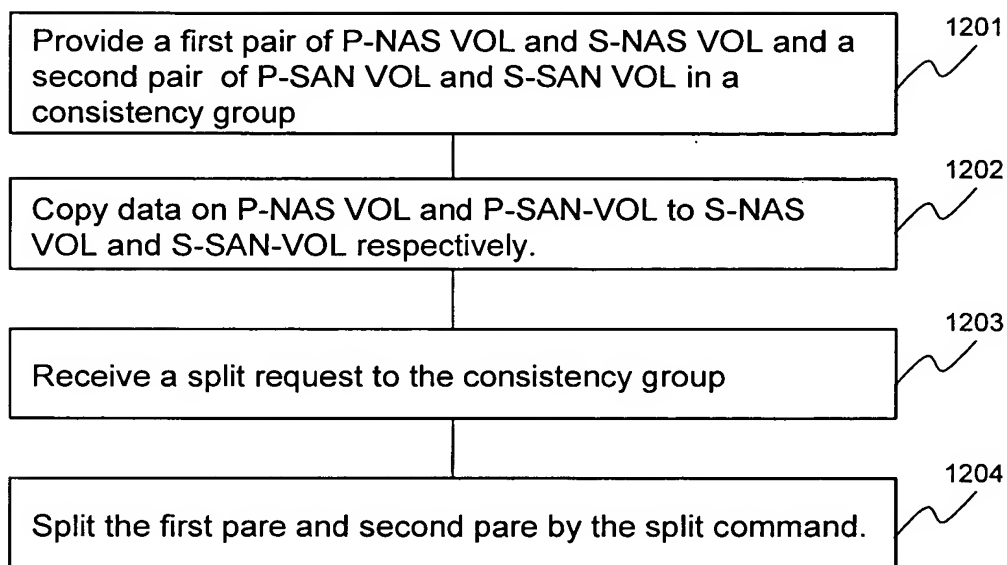 1201
Provide a first pair of P-NAS VOL and S-NAS VOL and a
second pair of P-SAN VOL and S-SAN VOL in a
consistency group
1202
Copy data on P-NAS VOL and P-SAN-VOL to S-NAS
VOL and S-SAN-VOL respectively.
1203
Receive a split request to the consistency group
1204
Split the first pare and second pare by the split command.